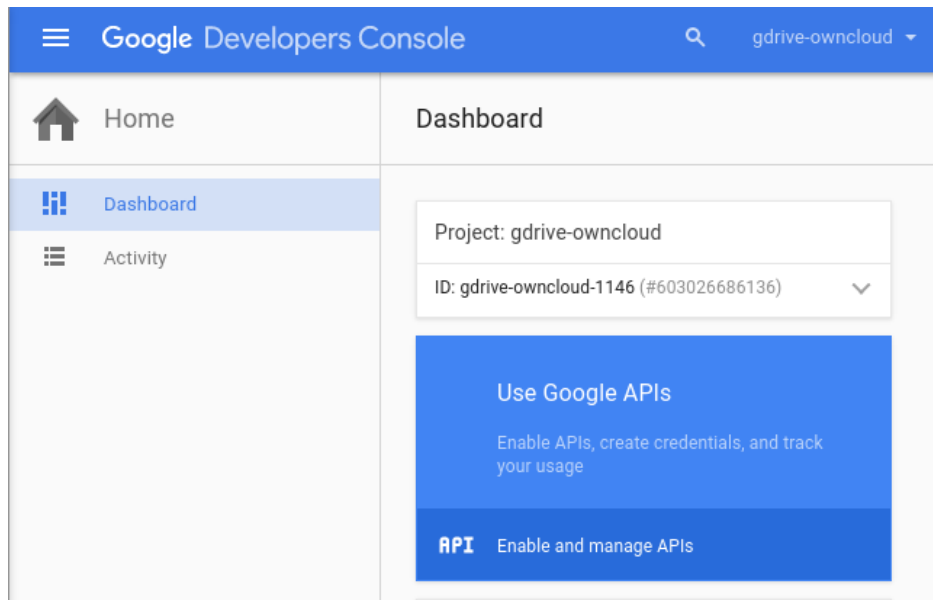 Google Developers Console
gdrive-owncloud
Home
Dashboard
Dashboard
Activity
Project: gdrive-owncloud
ID: gdrive-owncloud-1146 (#603026686136)
Use Google APIs
Enable APIs, create credentials, and track
your usage
API Enable and manage APIs